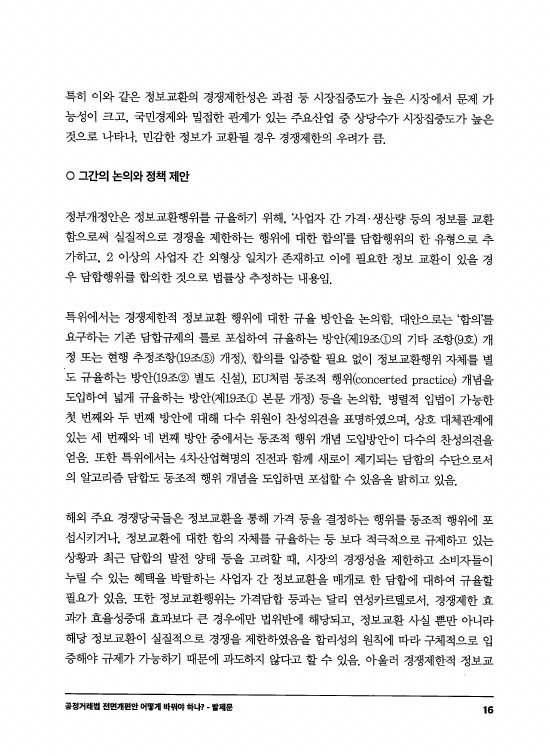 특히 이와 같은 정보교환의 경쟁제한성은 과점 등 시장집중도가 높은 시장에서 문제 가
능성이 크고, 국민경제와 밀접한 관계가 있는 주요산업 중 상당수가 시장집중도가 높은
것으로 나타나, 민감한 정보가 교환될 경우 경쟁제한의 우려가 큼.
○ 그간의 논의와 정책 제안
정부개정안은 정보교환행위를 규율하기 위해, '사업자 간 가격·생산량 등의 정보를 교환
함으로써 실질적으로 경쟁을 제한하는 행위에 대한 합의'를 담합행위의 한 유형으로 추
가하고, 2 이상의 사업자 간 외형상 일치가 존재하고 이에 필요한 정보 교환이 있을 경
우 담합행위를 합의한 것으로 법률상 추정하는 내용임.
특위에서는 경쟁제한적 정보교환 행위에 대한 규율 방안을 논의함. 대안으로는 '합의'를
요구하는 기존 담합규제의 틀로 포섭하여 규율하는 방안(제19조①의 기타 조항(9호) 개
정 또는 현행 추정조항(19조⑤) 개정), 합의를 입증할 필요 없이 정보교환행위 자체를 별
도 규율하는 방안(19조② 별도 신설), EU처럼 동조적 행위(concerted practice) 개념을
도입하여 넓게 규율하는 방안(제19조① 본문 개정) 등을 논의함. 병렬적 입법이 가능한
첫 번째와 두 번째 방안에 대해 다수 위원이 찬성의견을 표명하였으며, 상호 대체관계에
있는 세 번째와 네 번째 방안 중에서는 동조적 행위 개념 도입방안이 다수의 찬성의견을
얻음. 또한 특위에서는 4차산업혁명의 진전과 함께 새로이 제기되는 담합의 수단으로서
의 알고리즘 담합도 동조적 행위 개념을 도입하면 포섭할 수 있음을 밝히고 있음.
해외 주요 경쟁당국들은 정보교환을 통해 가격 등을 결정하는 행위를 동조적 행위에 포
섭시키거나, 정보교환에 대한 합의 자체를 규율하는 등 보다 적극적으로 규제하고 있는
상황과 최근 담합의 발전 양태 등을 고려할 때, 시장의 경쟁성을 제한하고 소비자들이
누릴 수 있는 혜택을 박탈하는 사업자 간 정보교환을 매개로 한 담합에 대하여 규율할
필요가 있음. 또한 정보교환행위는 가격담합 등과는 달리 연성카르텔로서, 경쟁제한 효
과가 효율성증대 효과보다 큰 경우에만 법위반에 해당되고, 정보교환 사실 뿐만 아니라
해당 정보교환이 실질적으로 경쟁을 제한하였음을 합리성의 원칙에 따라 구체적으로 입
증해야 규제가 가능하기 때문에 과도하지 않다고 할 수 있음. 아울러 경쟁제한적 정보교
공정거래법 전면개편안 어떻게 바꿔야 하나? - 발제문 16